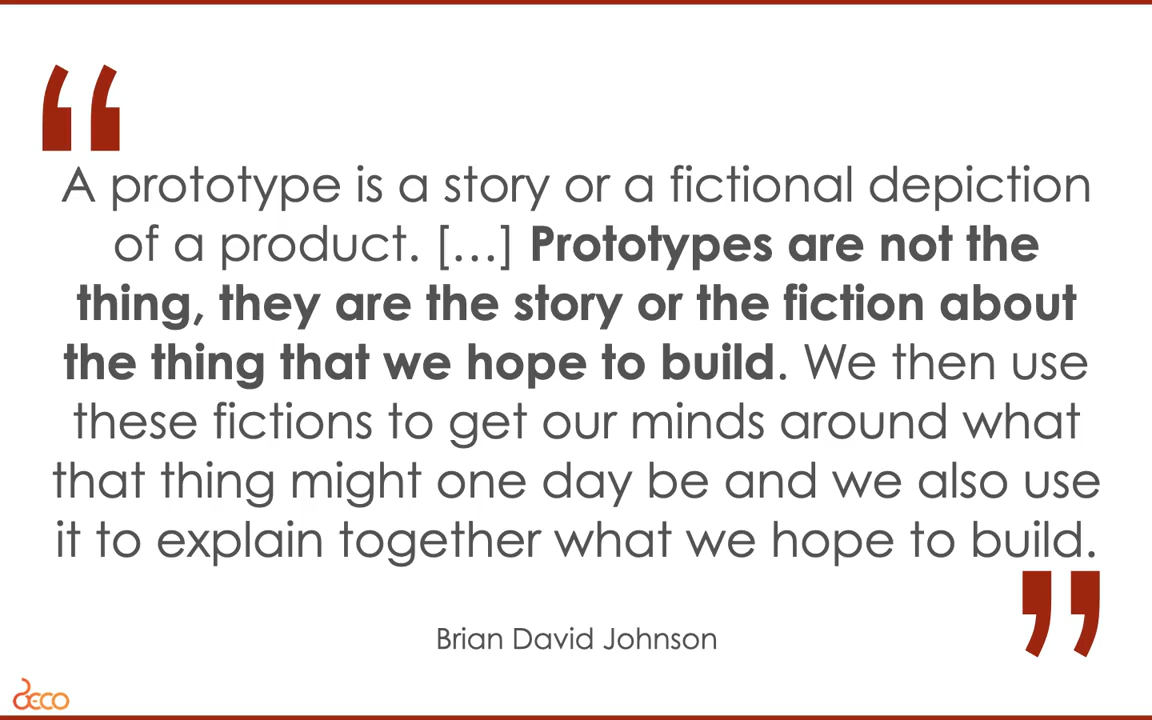 “
A prototype is a story or a fictional depiction
of a product. […] Prototypes are not the
thing, they are the story or the fiction about
the thing that we hope to build. We then use
these fictions to get our minds around what
that thing might one day be and we also use
it to explain together what we hope to build.
”
Brian David Johnson
DECO